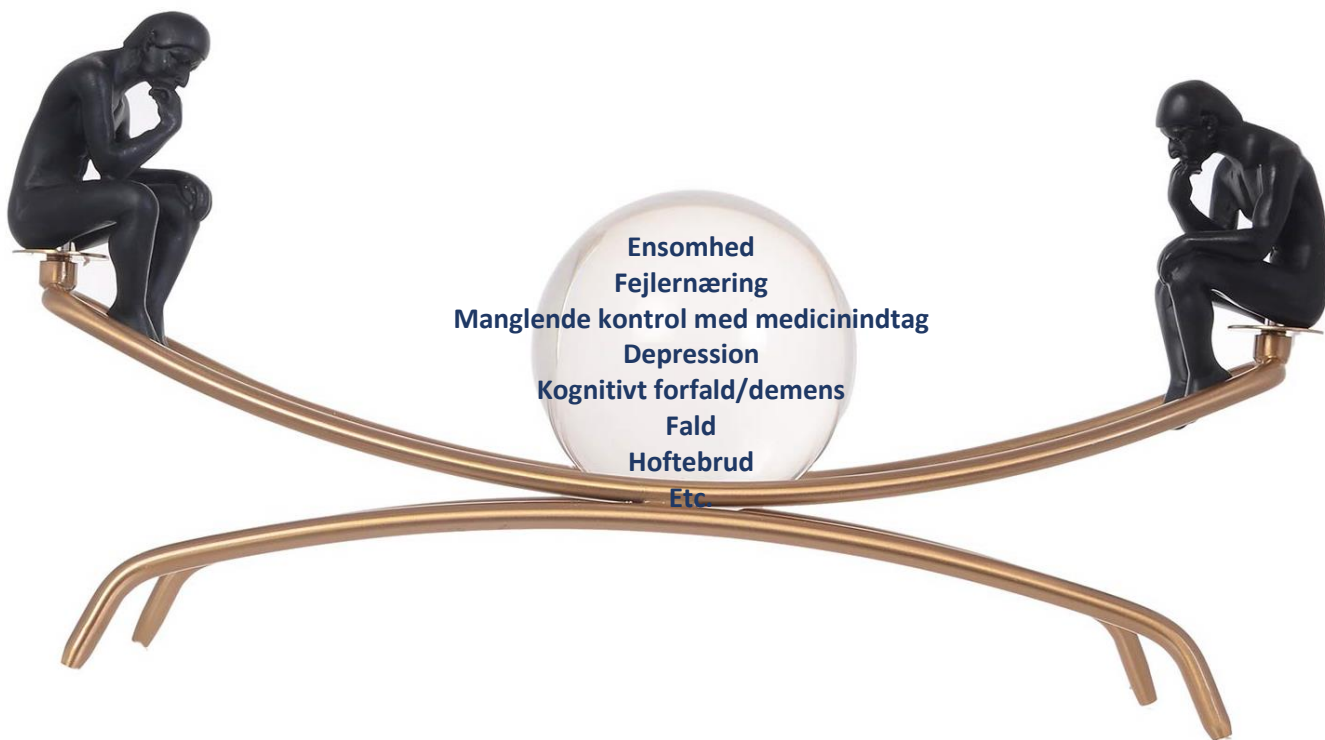 Ensomhed
Fejlernæring
Manglende kontrol med medicinindtag
Depression
Kognitivt forfald/demens
Fald
Hoftebrud
Etc.